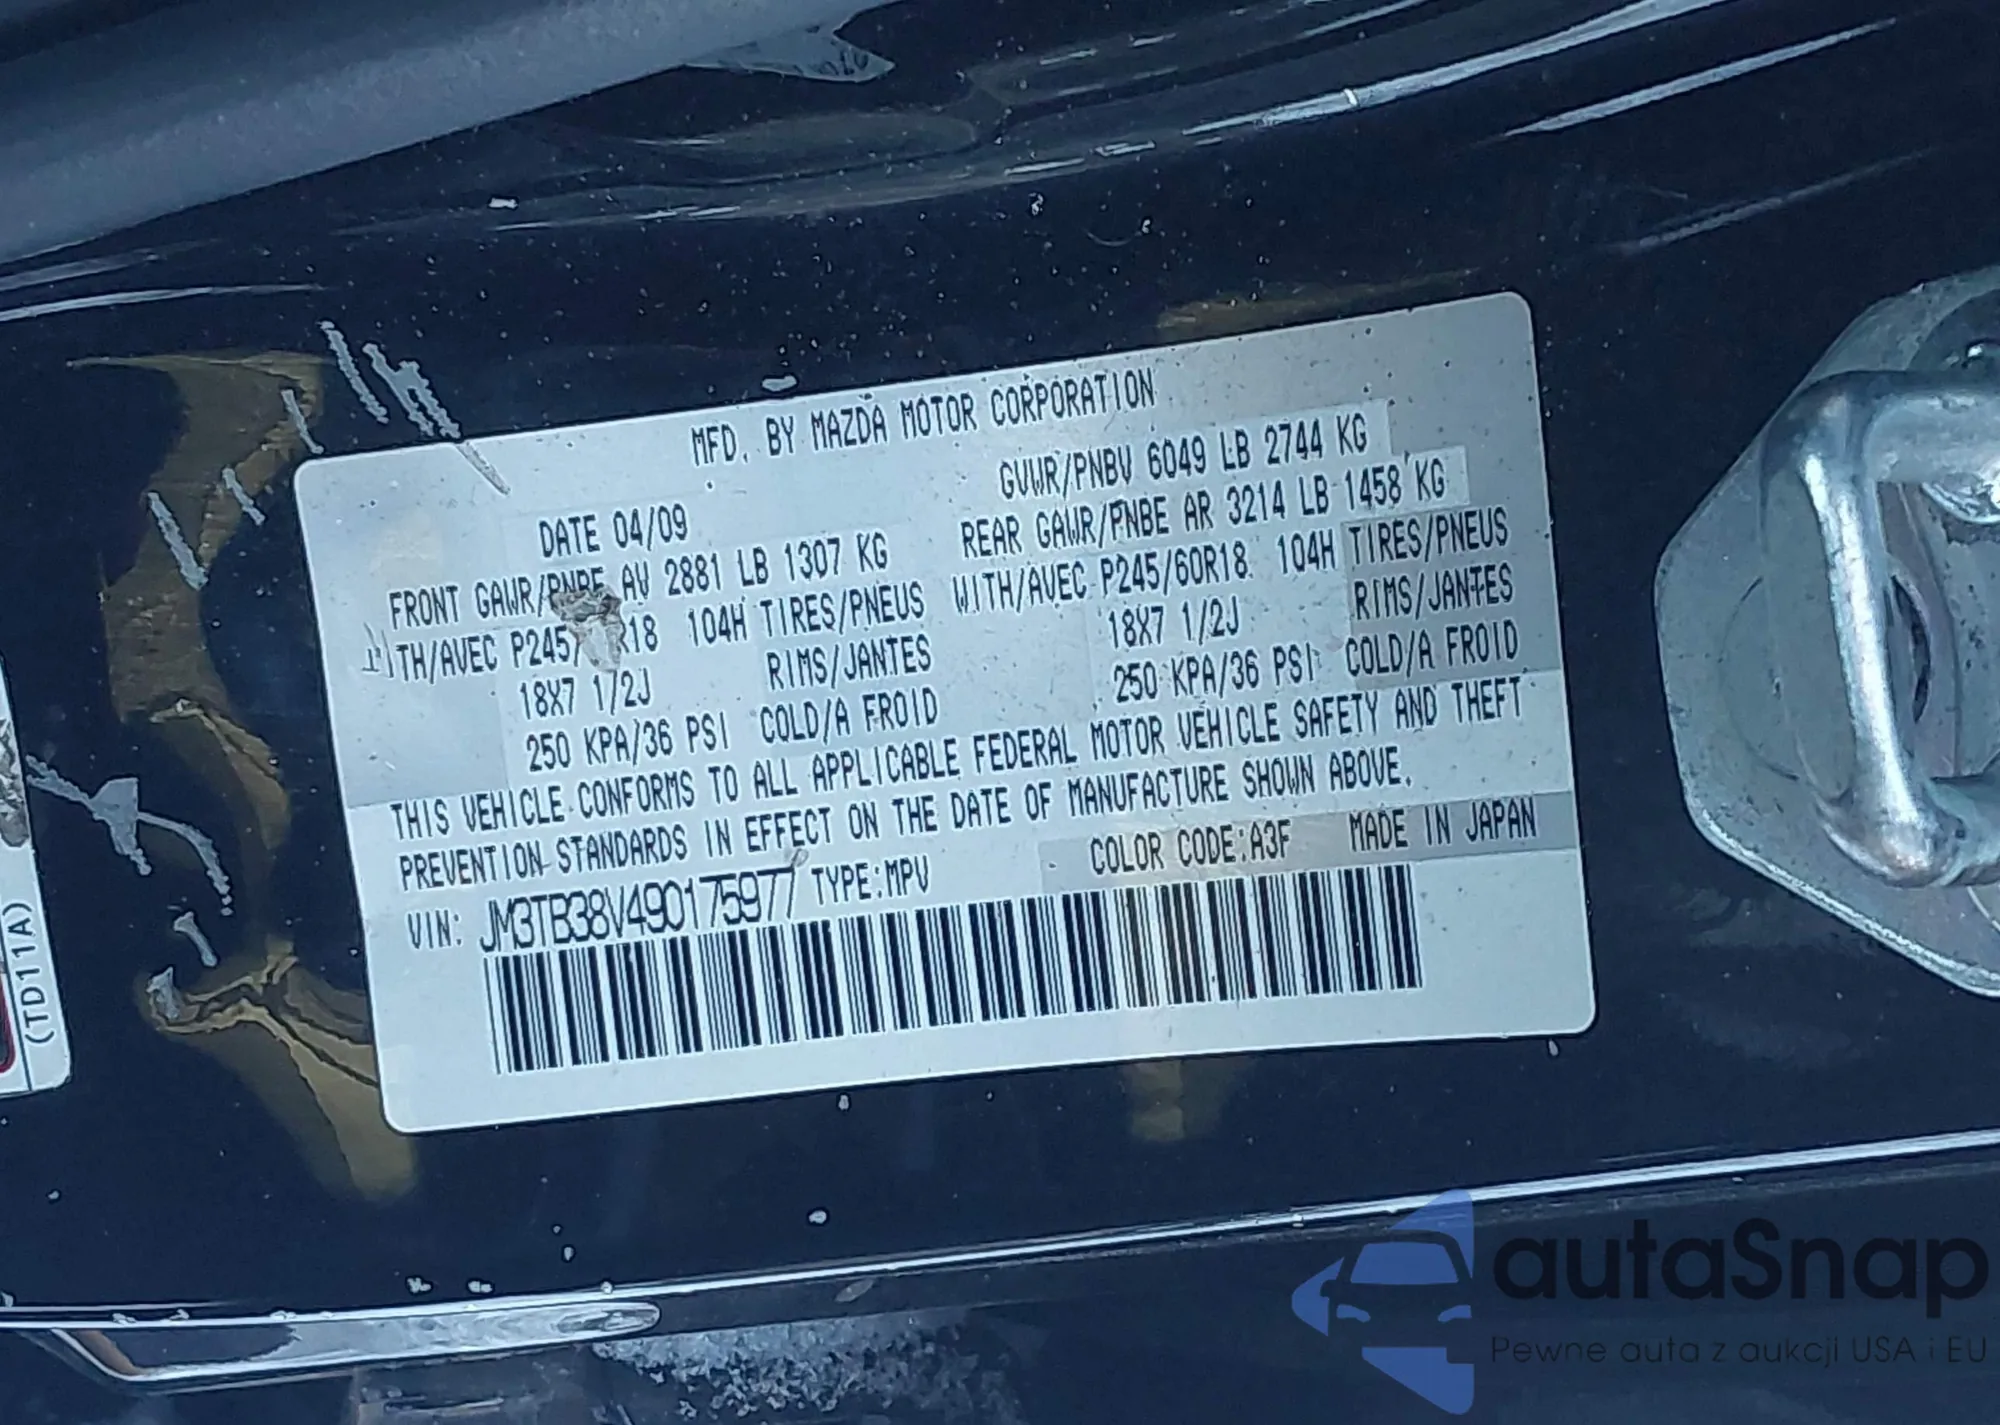 MFD. BY MAZDA MOTOR CORPORATION
DATE 04/09 GVWR/PNBV 6049 LB 2744 KG
FRONT GAWR/PNBE AV 2881 LB 1307 KG REAR GAWR/PNBE AR 3214 LB 1458 KG
WITH/AVEC P245/ R18 104H TIRES/PNEUS WITH/AVEC P245/60R18 104H TIRES/PNEUS
18X7 1/2J RIMS/JANTES 18X7 1/2J RIMS/JANTES
250 KPA/36 PSI COLD/A FROID 250 KPA/36 PSI COLD/A FROID
THIS VEHICLE CONFORMS TO ALL APPLICABLE FEDERAL MOTOR VEHICLE SAFETY AND THEFT
PREVENTION STANDARDS IN EFFECT ON THE DATE OF MANUFACTURE SHOWN ABOVE.
VIN: JM3TB38V490175977 TYPE:MPV COLOR CODE:A3F MADE IN JAPAN
(TD11A)
autoSnap
Pewne auta z aukcji USA i EU